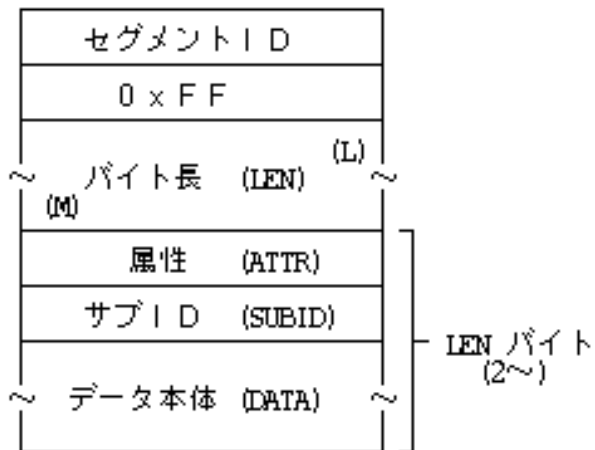 セグメントＩＤ
０ｘＦＦ
(L)
バイト長 (LEN)
(M)
属性 (ATTR)
サブＩＤ (SUBID)
LEN バイト
(2～)
データ本体 (DATA)